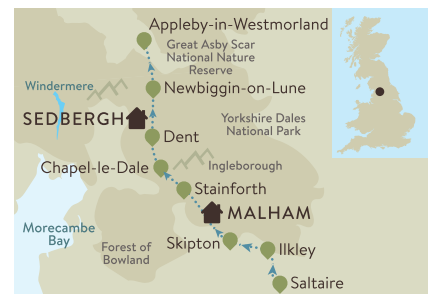 Appleby-in-Westmorland
Great Asby Scar
National Nature
Reserve
Windermere
Newbiggin-on-Lune
SEDBERGH
Yorkshire Dales
National Park
Dent
Chapel-le-Dale
Ingleborough
Stainforth
MALHAM
Morecambe
Bay
Forest of
Bowland
Skipton
Ilkley
Saltaire